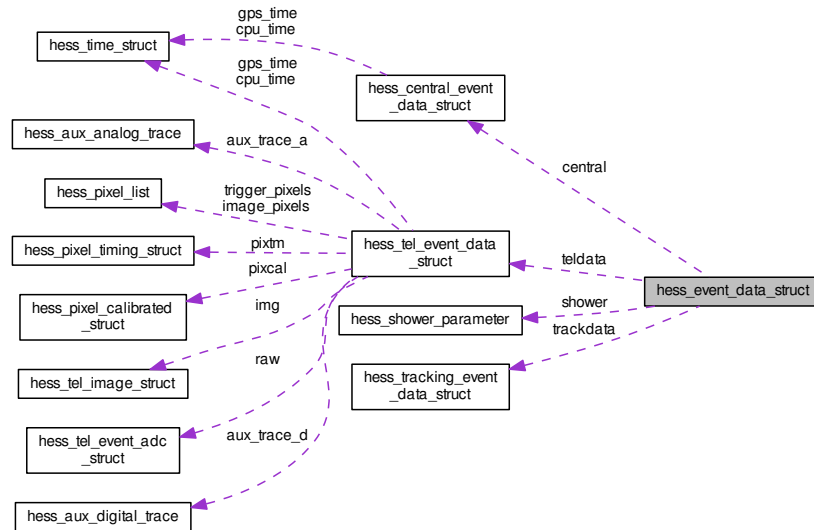 gps_time
cpu_time
hess_time_struct
gps_time
cpu_time
hess_central_event
_data_struct
hess_aux_analog_trace
aux_trace_a
central
hess_pixel_list
trigger_pixels
image_pixels
hess_pixel_timing_struct
pixtm
hess_tel_event_data
_struct
teldata
pixcal
hess_event_data_struct
hess_pixel_calibrated
_struct
img
hess_shower_parameter
shower
trackdata
raw
hess_tel_image_struct
hess_tracking_event
_data_struct
hess_tel_event_adc
_struct
aux_trace_d
hess_aux_digital_trace